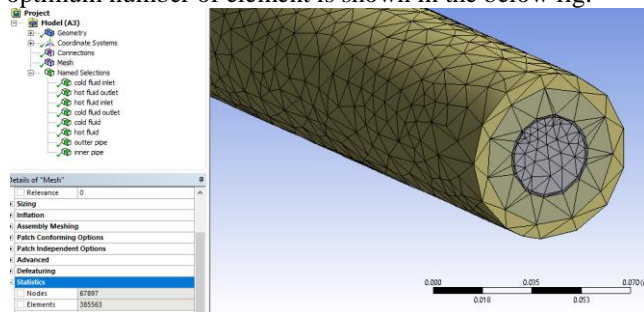 optimum number of element is shown in the below fig.
Project
Model (A3)
Geometry
Coordinate Systems
Connections
Mesh
Named Selections
cold fluid inlet
hot fluid outlet
hot fluid inlet
cold fluid outlet
cold fluid
hot fluid
outter pipe
inner pipe
Details of "Mesh"
Relevance 0
Sizing
Inflation
Assembly Meshing
Patch Conforming Options
Patch Independent Options
Advanced
Defeaturing
Statistics
Nodes 67897
Elements 385563
0.000 0.035 0.070
0.018 0.053